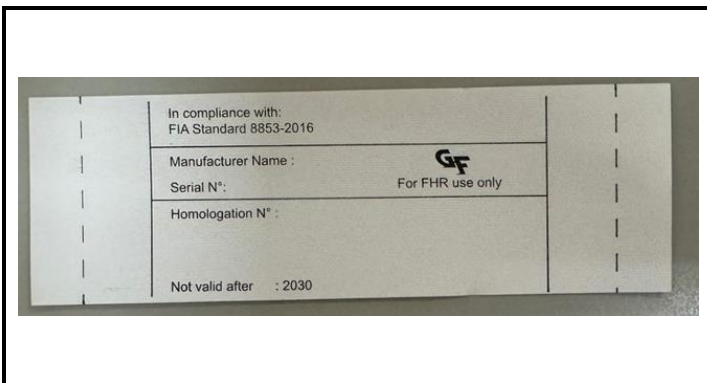 In compliance with:
FIA Standard 8853-2016
Manufacturer Name :
GF
Serial N°:
For FHR use only
Homologation N° :
Not valid after : 2030